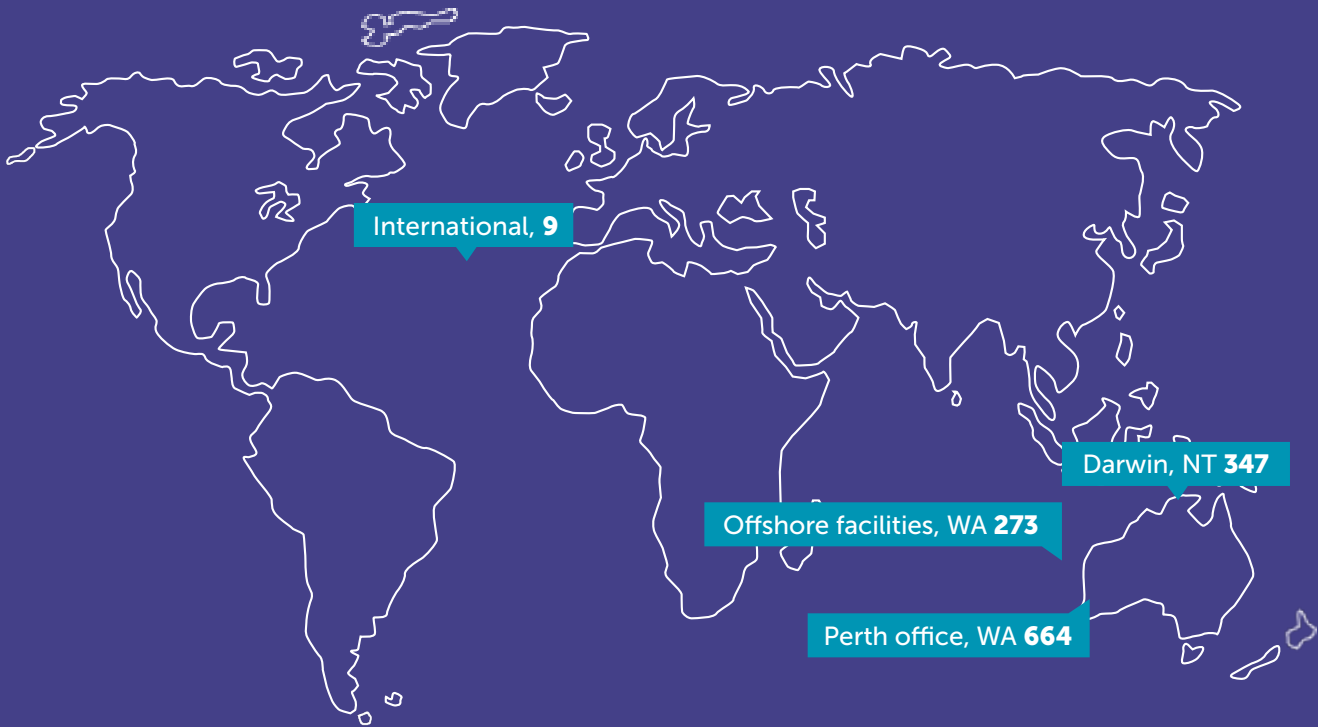 International, 9
Darwin, NT 347
Offshore facilities, WA 273
Perth office, WA 664